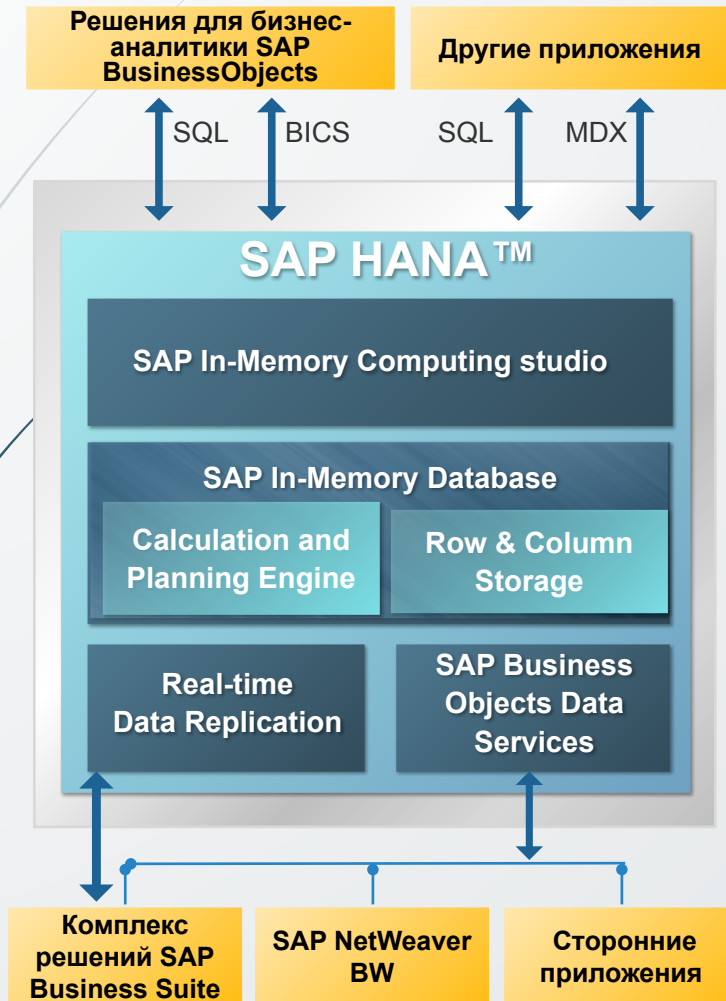 Решения для бизнес-
аналитики SAP
BusinessObjects
Другие приложения
SQL
BICS
SQL
MDX
SAP HANA™
SAP In-Memory Computing studio
SAP In-Memory Database
Calculation and
Planning Engine
Row & Column
Storage
Real-time
Data Replication
SAP Business
Objects Data
Services
Комплекс
решений SAP
Business Suite
SAP NetWeaver
BW
Сторонние
приложения